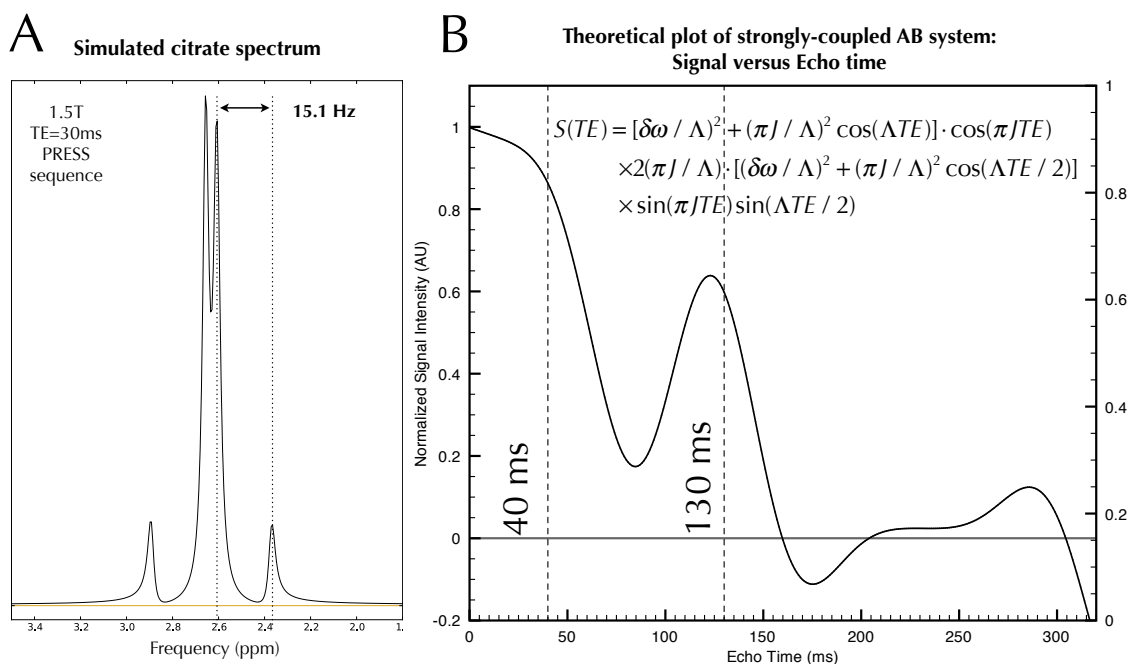 A
Simulated citrate spectrum
1.5T
TE=30ms
PRESS
sequence
15.1 Hz
3.4 3.2 3.0 2.8 2.6 2.4 2.2 2.0 1.
Frequency (ppm)
B
Theoretical plot of strongly-coupled AB system:
Signal versus Echo time
S(TE) = [δω / Λ)² + (πJ / Λ)² cos(ΛTE)] · cos(πJTE)
×2(πJ / Λ) · [(δω / Λ)² + (πJ / Λ)² cos(ΛTE / 2)]
× sin(πJTE) sin(ΛTE / 2)
Normalized Signal Intensity (AU)
1
0.8
0.6
0.4
0.2
0
-0.2
40 ms
130 ms
1
0.8
0.6
0.4
0.2
0
0 50 100 150 200 250 300
Echo Time (ms)